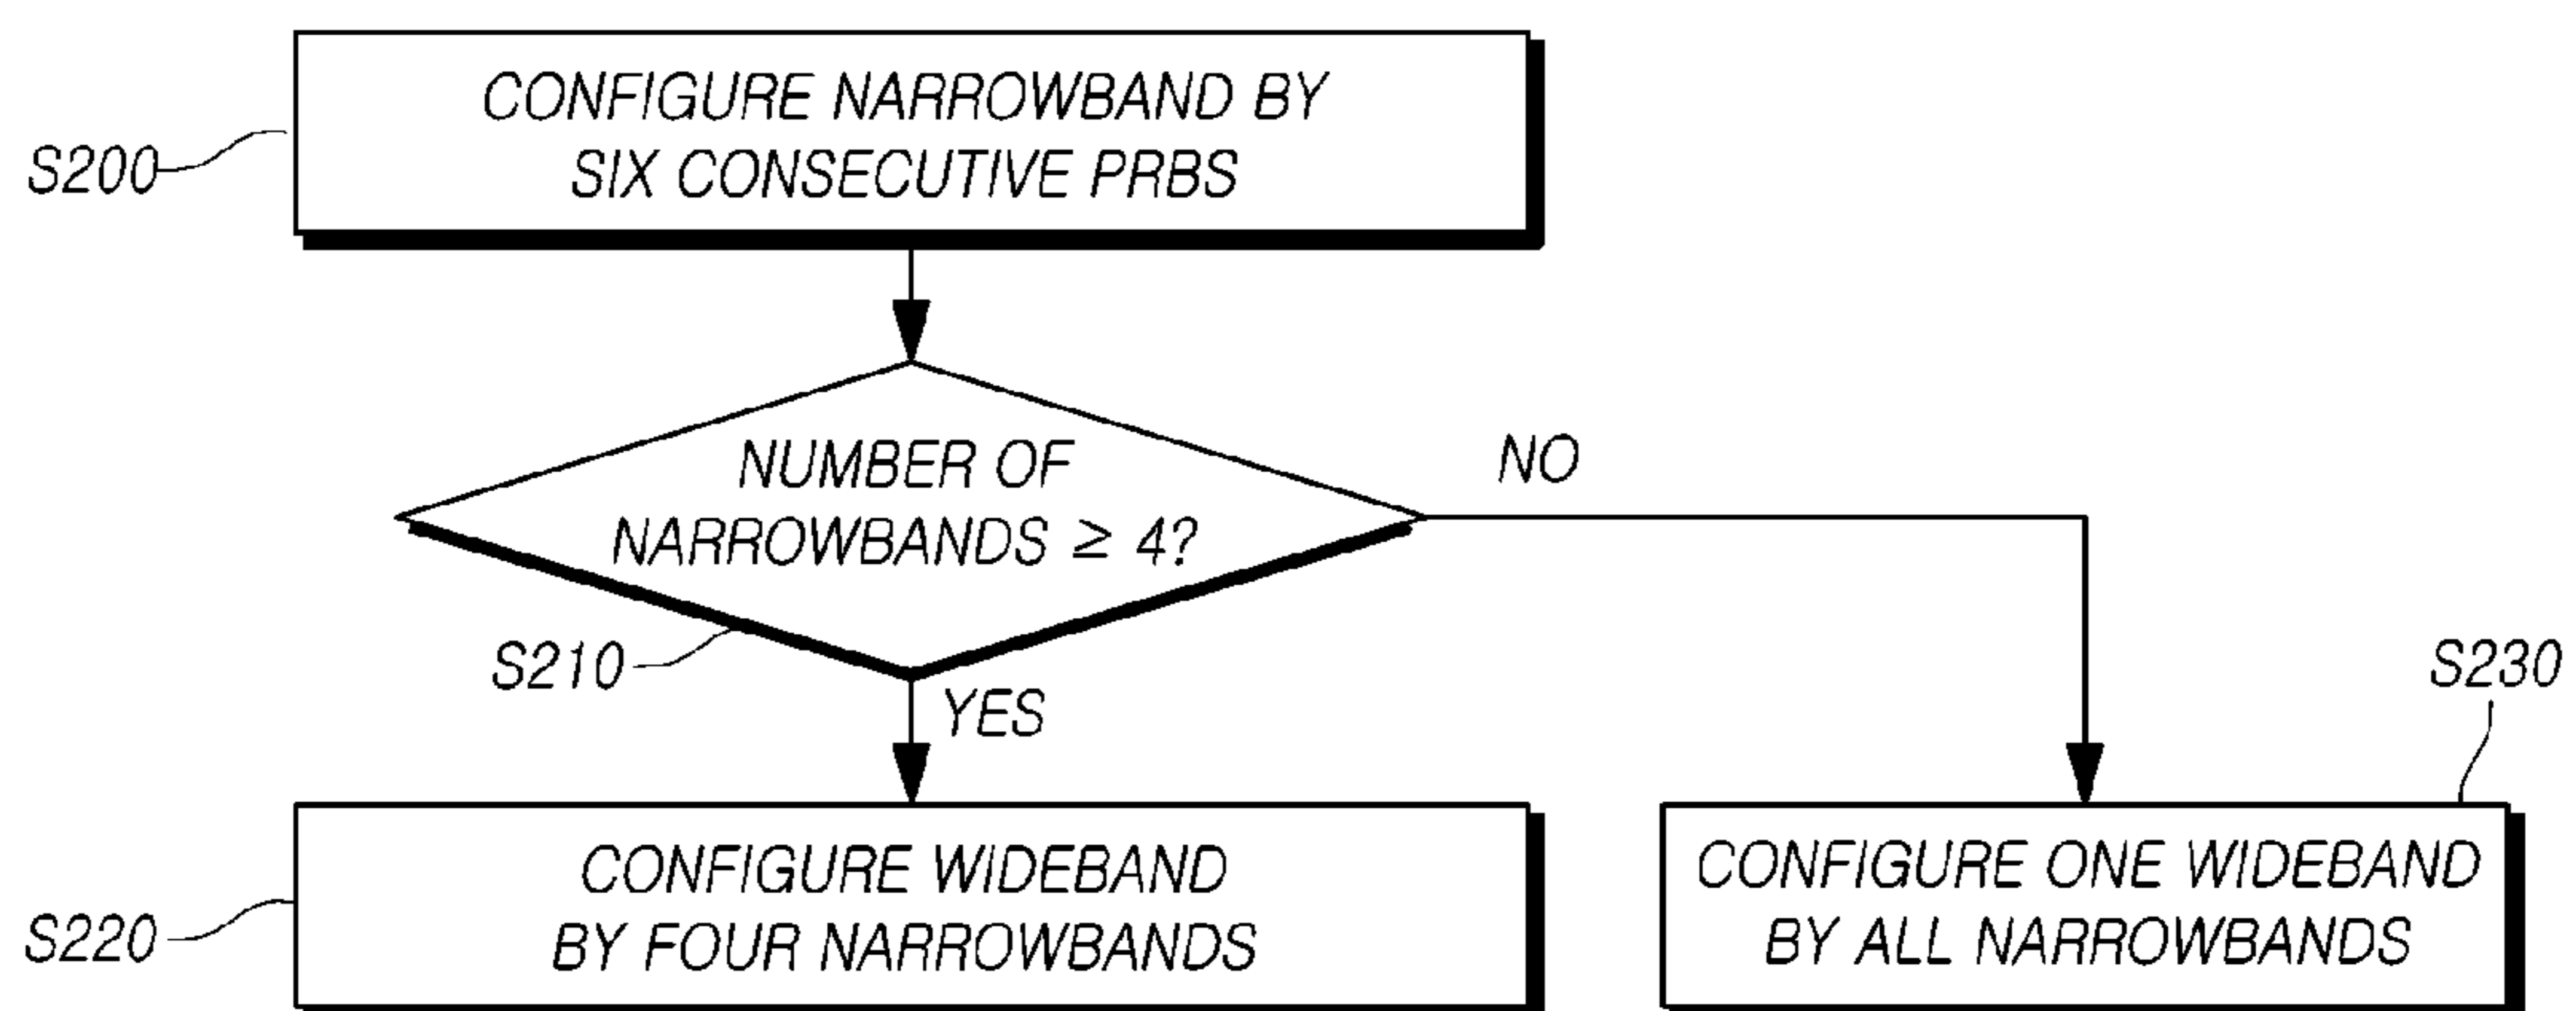 CONFIGURE NARROWBAND BY
SIX CONSECUTIVE PRBS
S200
NUMBER OF
NARROWBANDS ≥ 4?
NO
S210
YES
S230
CONFIGURE WIDEBAND
BY FOUR NARROWBANDS
S220
CONFIGURE ONE WIDEBAND
BY ALL NARROWBANDS